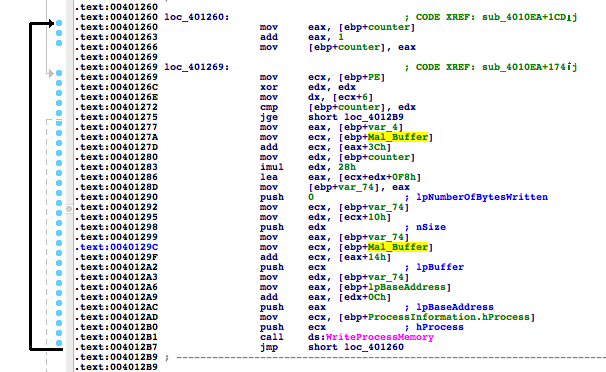 .text:00401260
.text:00401260 loc_401260: ; CODE XREF: sub_4010EA+1CD↓j
.text:00401260 mov eax, [ebp+counter]
.text:00401263 add eax, 1
.text:00401266 mov [ebp+counter], eax
.text:00401269
.text:00401269 loc_401269: ; CODE XREF: sub_4010EA+174↑j
.text:00401269 mov ecx, [ebp+PE]
.text:0040126C xor edx, edx
.text:0040126E mov dx, [ecx+6]
.text:00401272 cmp [ebp+counter], edx
.text:00401275 jge short loc_4012B9
.text:00401277 mov eax, [ebp+var_4]
.text:0040127A mov ecx, [ebp+Mal_Buffer]
.text:0040127D add ecx, [eax+3Ch]
.text:00401280 mov edx, [ebp+counter]
.text:00401283 imul edx, 28h
.text:00401286 lea eax, [ecx+edx+0F8h]
.text:0040128D mov [ebp+var_74], eax
.text:00401290 push 0 ; lpNumberOfBytesWritten
.text:00401292 mov ecx, [ebp+var_74]
.text:00401295 mov edx, [ecx+10h]
.text:00401298 push edx ; nSize
.text:00401299 mov eax, [ebp+var_74]
.text:0040129C mov ecx, [ebp+Mal_Buffer]
.text:0040129F add ecx, [eax+14h]
.text:004012A2 push ecx ; lpBuffer
.text:004012A3 mov edx, [ebp+var_74]
.text:004012A6 mov eax, [ebp+lpBaseAddress]
.text:004012A9 add eax, [edx+0Ch]
.text:004012AC push eax ; lpBaseAddress
.text:004012AD mov ecx, [ebp+ProcessInformation.hProcess]
.text:004012B0 push ecx ; hProcess
.text:004012B1 call ds:WriteProcessMemory
.text:004012B7 jmp short loc_401260
.text:004012B9 ; ---------------------------------------------------------------------------
.text:004012B9